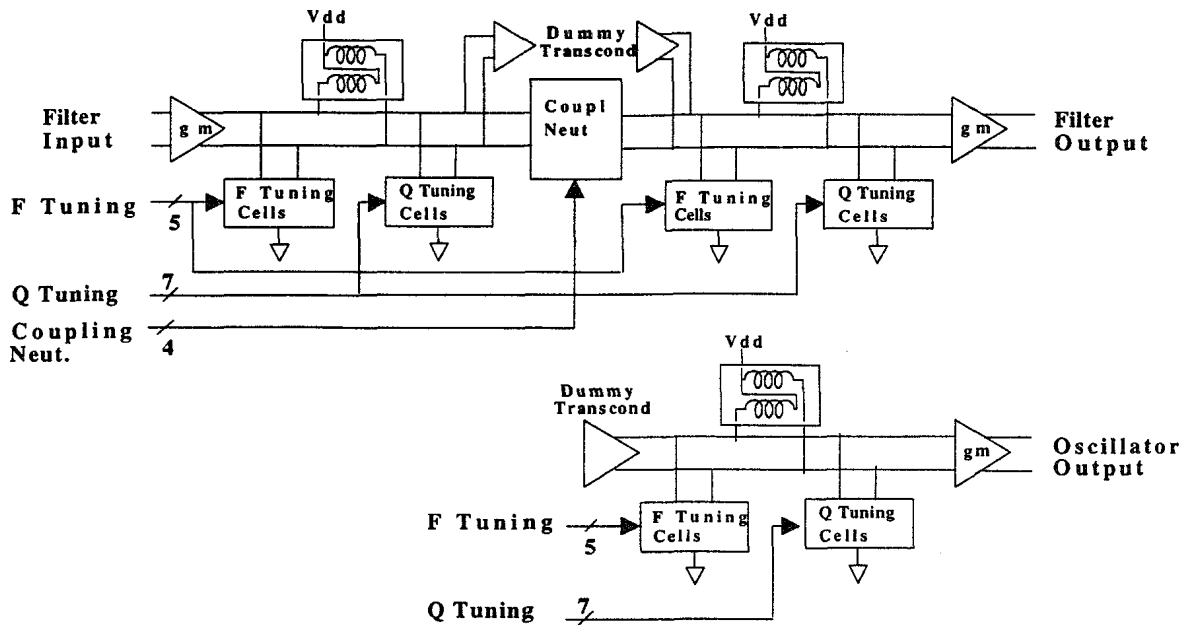 Vdd
Dummy
Transcond
Vdd
Filter
Input
gm
Coupl
Neut
gm
Filter
Output
F Tuning
5
F Tuning
Cells
Q Tuning
Cells
F Tuning
Cells
Q Tuning
Cells
Q Tuning
7
Coupling
Neut.
4
Vdd
Dummy
Transcond
gm
Oscillator
Output
F Tuning
5
F Tuning
Cells
Q Tuning
Cells
Q Tuning
7